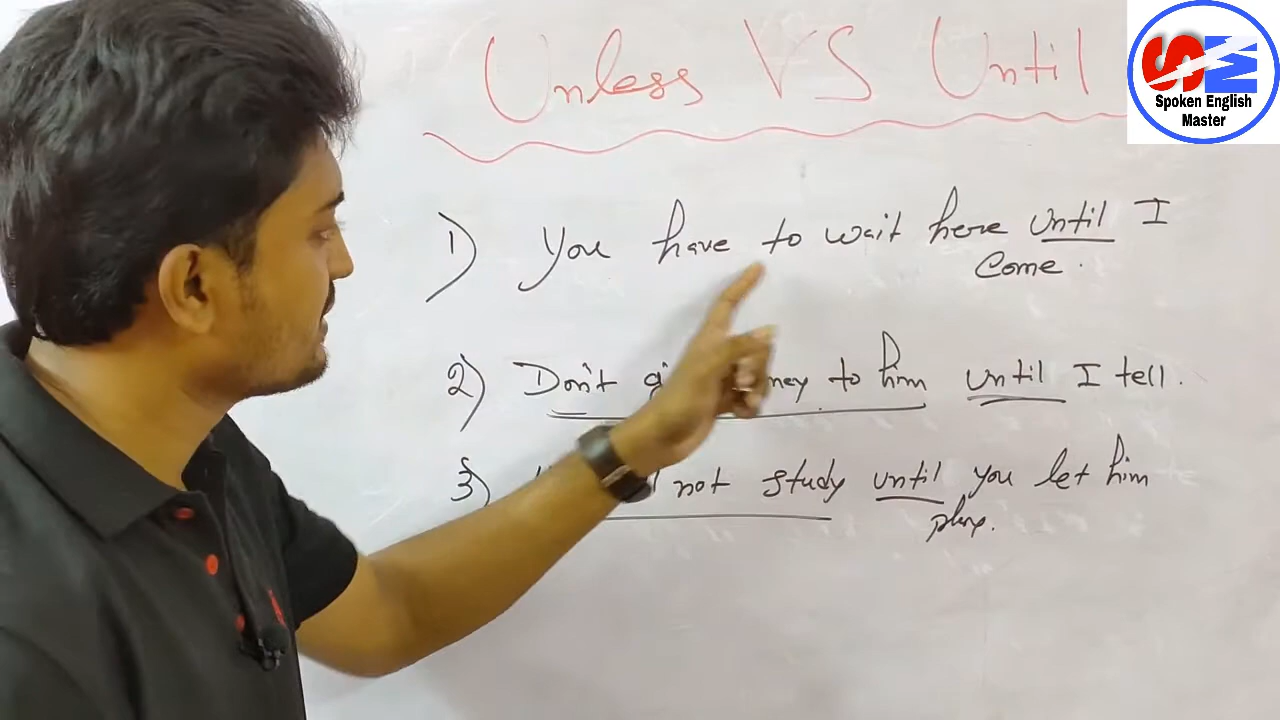 Unless VS Until
SEM
Spoken English
Master
1) You have to wait here until I
come.
2) Don't to him until I tell.
3) not study until you let him
play.